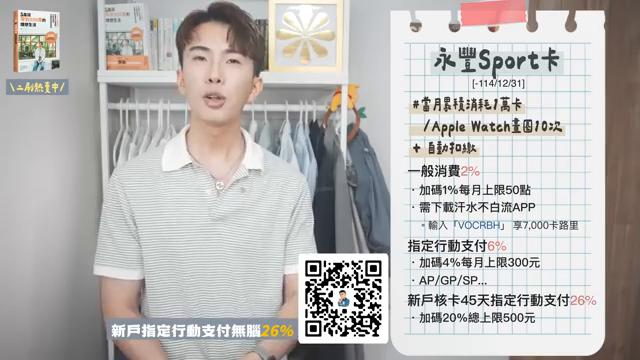 \二刷熱賣中/
永豐Sport卡
[-114/12/31]
#當月累積消耗1萬卡
/Apple Watch畫圈10次
+ 自動扣繳
一般消費2%
· 加碼1%每月上限50點
· 需下載汗水不白流APP
▫ 輸入「VOCRBH」 享7,000卡路里
指定行動支付6%
· 加碼4%每月上限300元
· AP/GP/SP...
新戶核卡45天指定行動支付26%
· 加碼20%總上限500元
新戶指定行動支付無腦26%